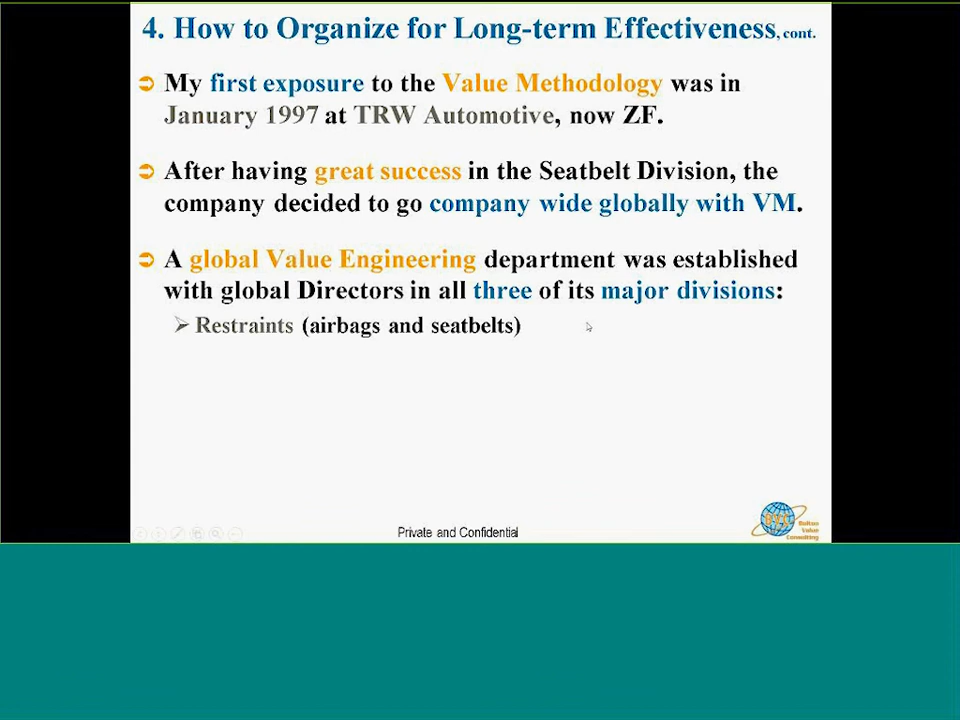 4. How to Organize for Long-term Effectiveness, cont.
My first exposure to the Value Methodology was in
January 1997 at TRW Automotive, now ZF.
After having great success in the Seatbelt Division, the
company decided to go company wide globally with VM.
A global Value Engineering department was established
with global Directors in all three of its major divisions:
Restraints (airbags and seatbelts)
Private and Confidential
BVC
Value
Consulting